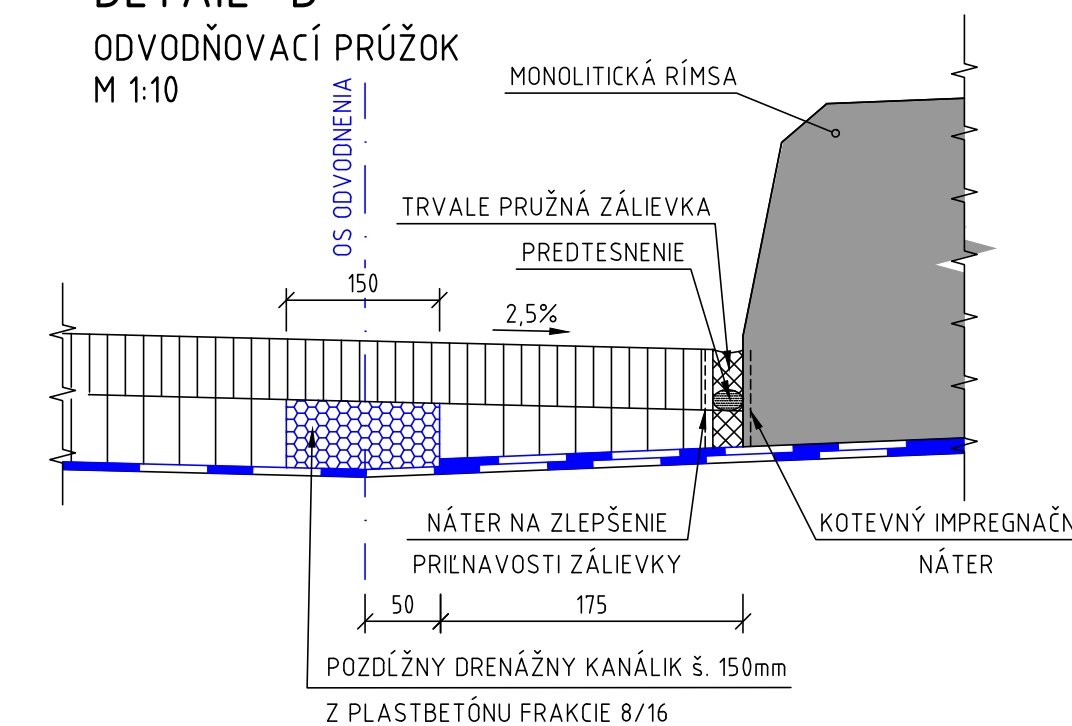 DETAIL "B"
ODVODŇOVACÍ PRÚŽOK
M 1:10
MONOLITICKÁ RÍMSA
OS ODVODNENIA
TRVALE PRUŽNÁ ZÁLIEVKA
PREDTESNENIE
150
2,5%
NÁTER NA ZLEPŠENIE
PRIĽNAVOSTI ZÁLIEVKY
KOTEVNÝ IMPREGNAČN
NÁTER
50
175
POZDĹŽNY DRENÁŽNY KANÁLIK š. 150mm
Z PLASTBETÓNU FRAKCIE 8/16